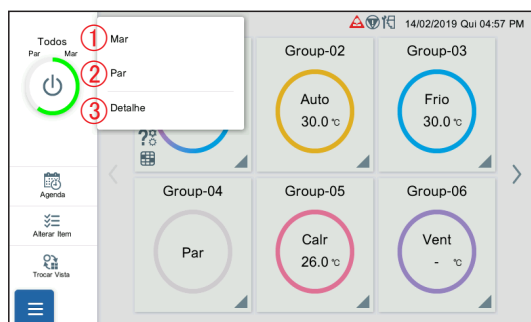 14/02/2019 Qui 04:57 PM
Todos
Par Mar
1 Mar
2 Par
3 Detalhe
Group-02
Auto
30.0 °C
Group-03
Frio
30.0 °C
Agenda
Alterar Item
Trocar Vista
Group-04
Par
Group-05
Calr
26.0 °C
Group-06
Vent
- °C